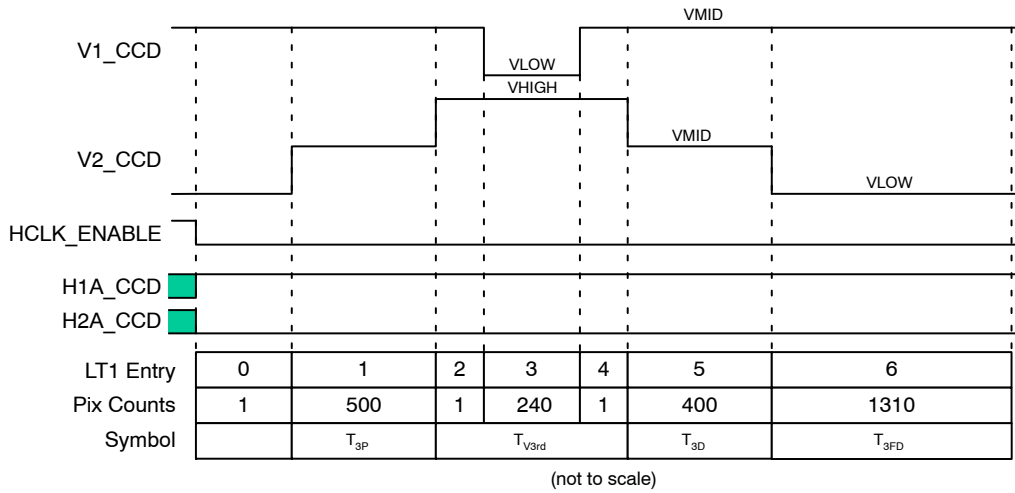 VMID
V1_CCD
VLOW
VHIGH
VMID
V2_CCD
VLOW
HCLK_ENABLE
H1A_CCD
H2A_CCD
LT1 Entry 0 1 2 3 4 5 6
Pix Counts 1 500 1 240 1 400 1310
Symbol T3P TV3rd T3D T3FD
(not to scale)